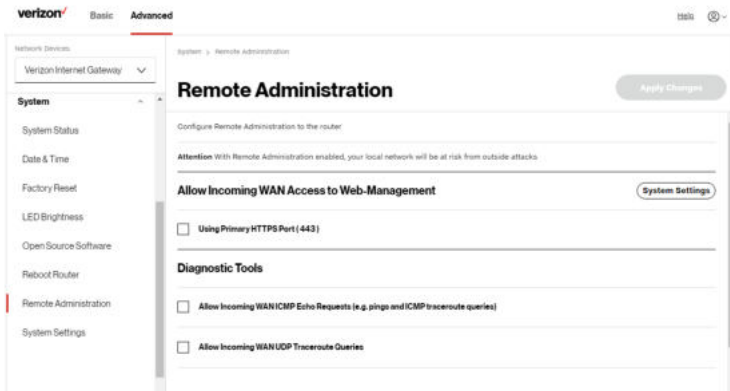 verizon✓
Basic
Advanced
Help
Network Devices:
Verizon Internet Gateway
System > Remote Administration
Remote Administration
Apply Changes
System
System Status
Date & Time
Factory Reset
LED Brightness
Open Source Software
Reboot Router
Remote Administration
System Settings
Configure Remote Administration to the router
Attention With Remote Administration enabled, your local network will be at risk from outside attacks.
Allow Incoming WAN Access to Web-Management
System Settings
Using Primary HTTPS Port ( 443 )
Diagnostic Tools
Allow Incoming WAN ICMP Echo Requests (e.g. pings and ICMP traceroute queries)
Allow Incoming WAN UDP Traceroute Queries